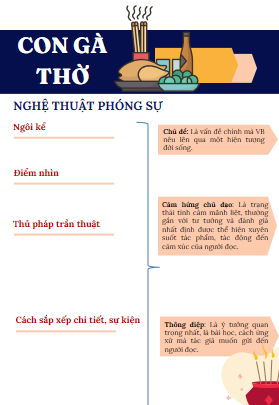 CON GÀ
THỜ
NGHỆ THUẬT PHÓNG SỰ
Ngôi kể
Điểm nhìn
Thủ pháp trần thuật
Cách sắp xếp chi tiết, sự kiện
Chủ đề: Là vấn đề chính mà VB
nêu lên qua một hiện tượng
đời sống.
Cảm hứng chủ đạo: Là trạng
thái tình cảm mãnh liệt, thường
gắn với tư tưởng và đánh giá
nhất định được thể hiện xuyên
suốt tác phẩm, tác động đến
cảm xúc của người đọc.
Thông điệp: Là ý tưởng quan
trọng nhất, là bài học, cách ứng
xử mà tác giả muốn gửi đến
người đọc.